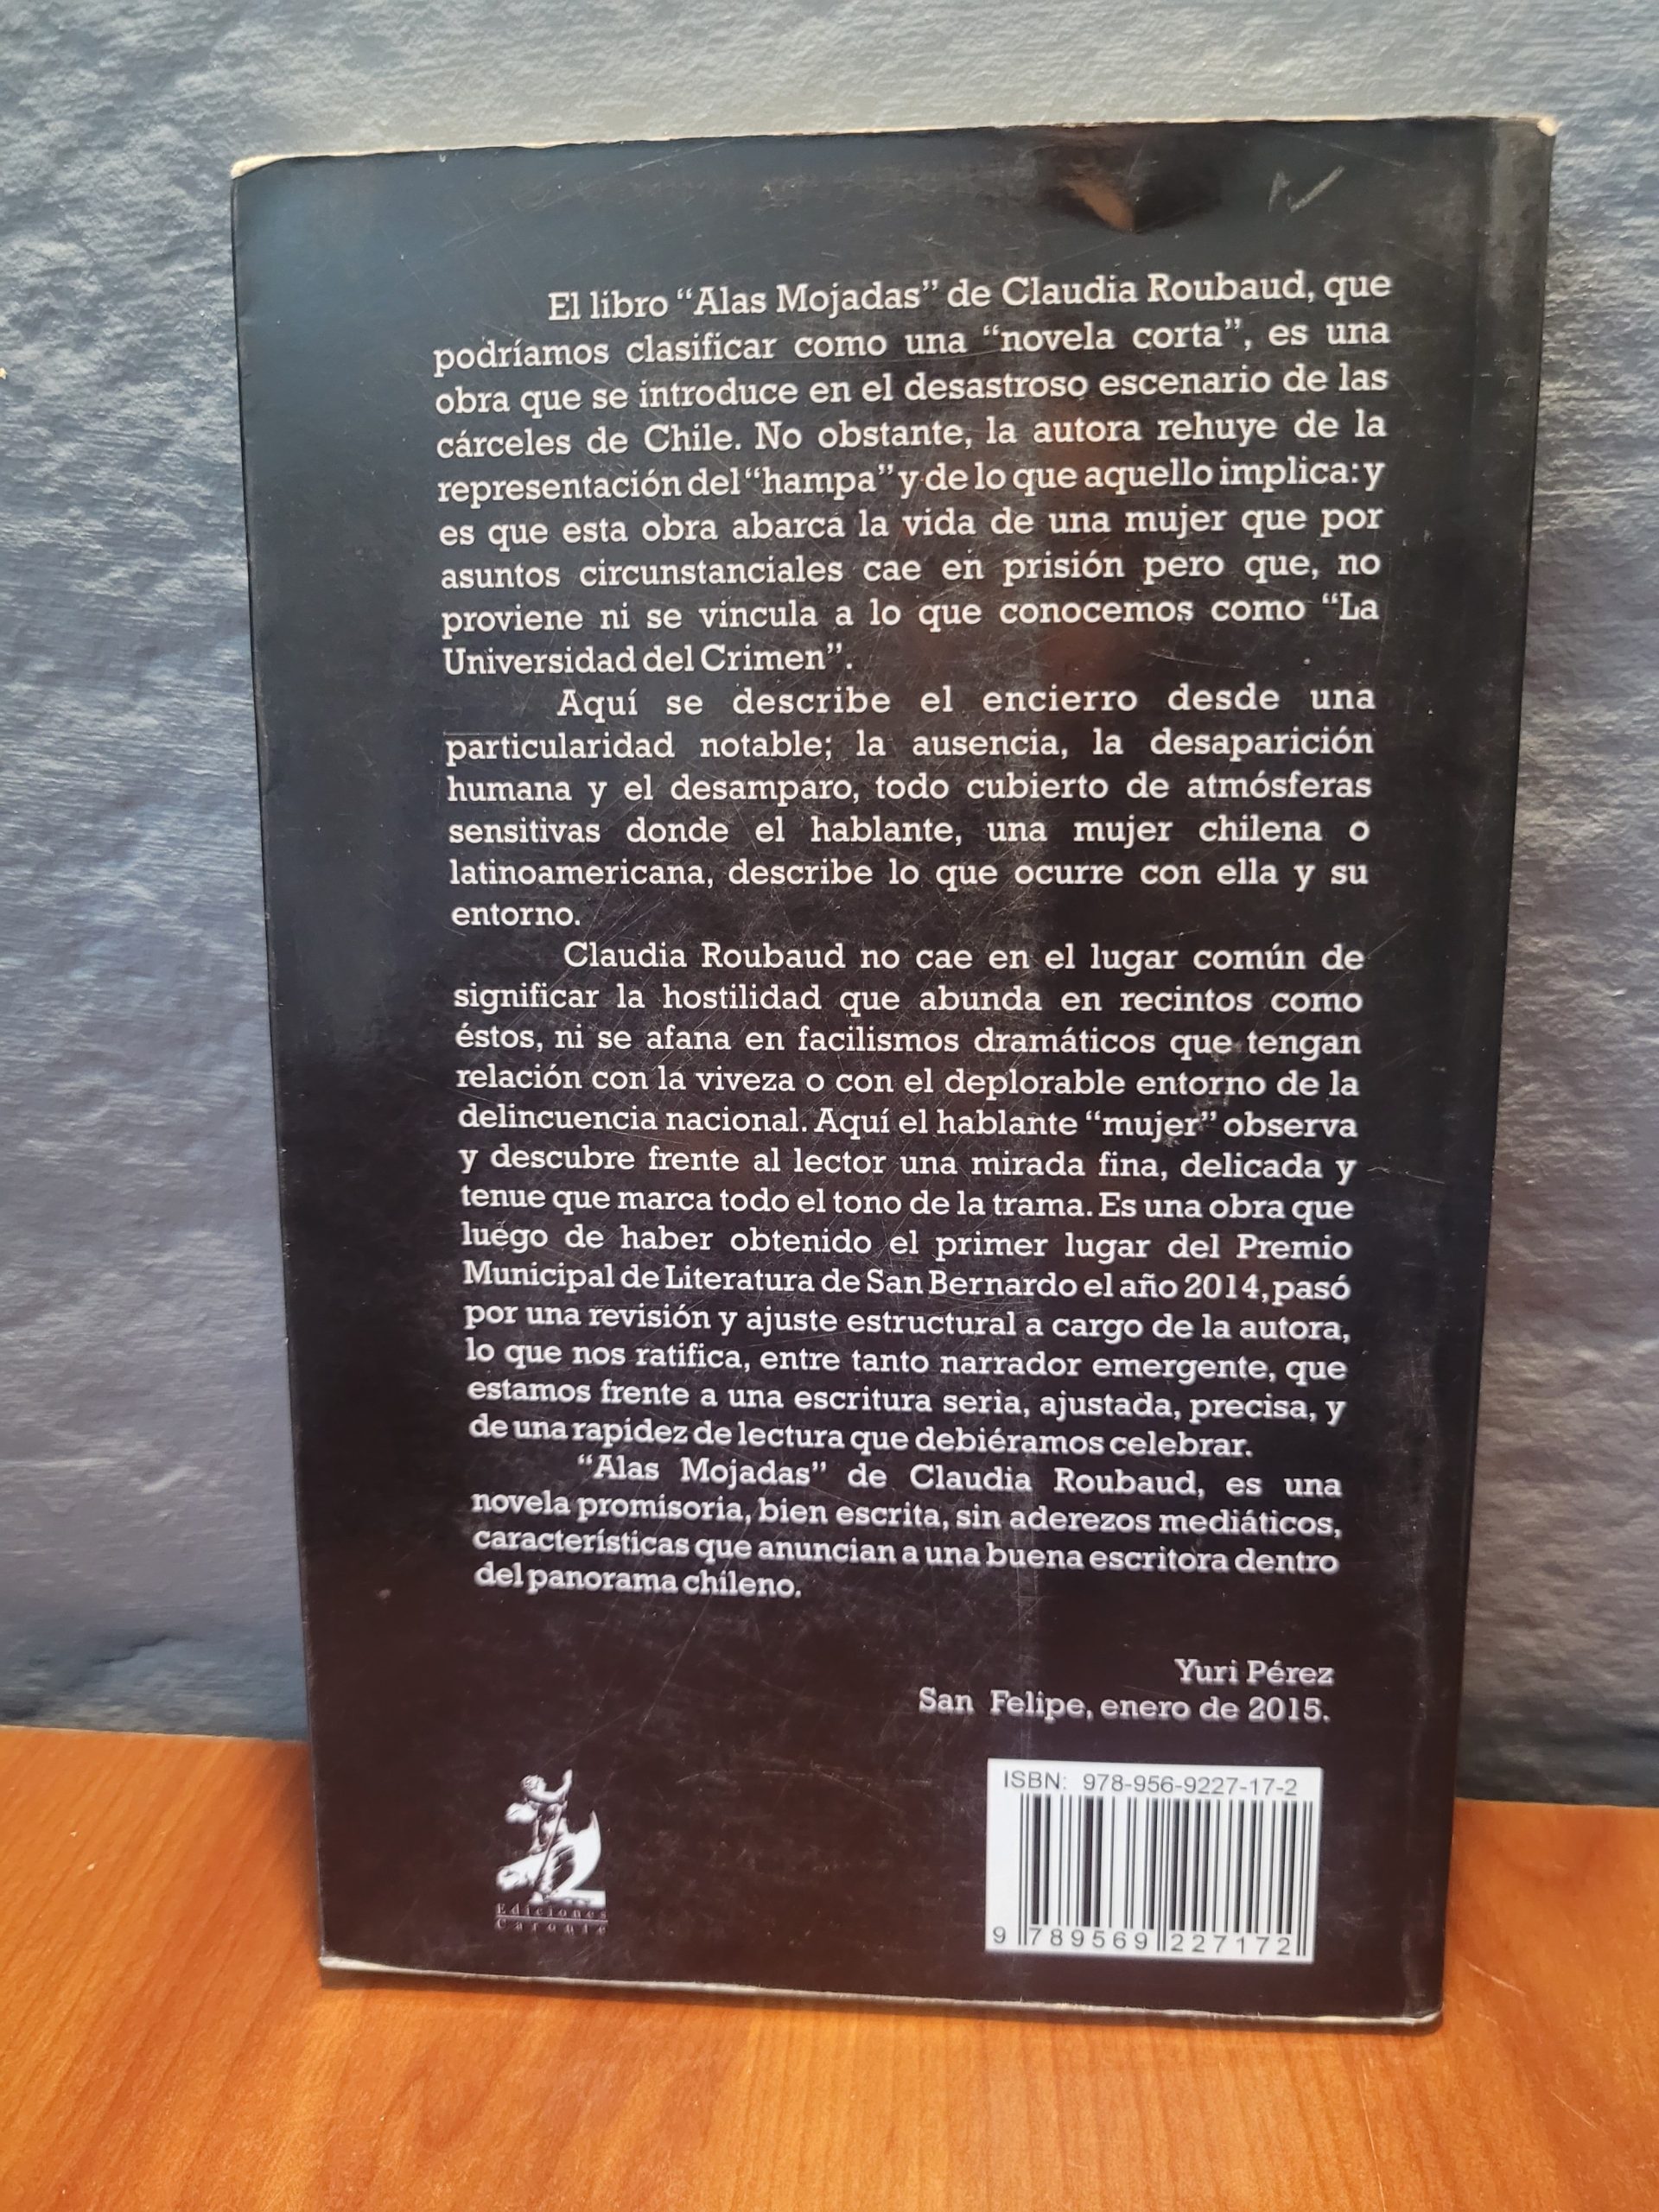 El libro “Alas Mojadas” de Claudia Roubaud, que
podríamos clasificar como una “novela corta”, es una
obra que se introduce en el desastroso escenario de las
cárceles de Chile. No obstante, la autora rehuye de la
representación del “hampa” y de lo que aquello implica: y
es que esta obra abarca la vida de una mujer que por
asuntos circunstanciales cae en prisión pero que, no
proviene ni se vincula a lo que conocemos como “La
Universidad del Crimen”.
Aquí se describe el encierro desde una
particularidad notable; la ausencia, la desaparición
humana y el desamparo, todo cubierto de atmósferas
sensitivas donde el hablante, una mujer chilena o
latinoamericana, describe lo que ocurre con ella y su
entorno.
Claudia Roubaud no cae en el lugar común de
significar la hostilidad que abunda en recintos como
éstos, ni se afana en facilismos dramáticos que tengan
relación con la viveza o con el deplorable entorno de la
delincuencia nacional. Aquí el hablante “mujer” observa
y descubre frente al lector una mirada fina, delicada y
tenue que marca todo el tono de la trama. Es una obra que
luego de haber obtenido el primer lugar del Premio
Municipal de Literatura de San Bernardo el año 2014, pasó
por una revisión y ajuste estructural a cargo de la autora,
lo que nos ratifica, entre tanto narrador emergente, que
estamos frente a una escritura seria, ajustada, precisa, y
de una rapidez de lectura que debiéramos celebrar.
“Alas Mojadas” de Claudia Roubaud, es una
novela promisoria, bien escrita, sin aderezos mediáticos,
características que anuncian a una buena escritora dentro
del panorama chileno.
Yuri Pérez
San Felipe, enero de 2015.
ISBN: 978-956-9227-17-2
9 789569 227172
Ediciones
Caronte